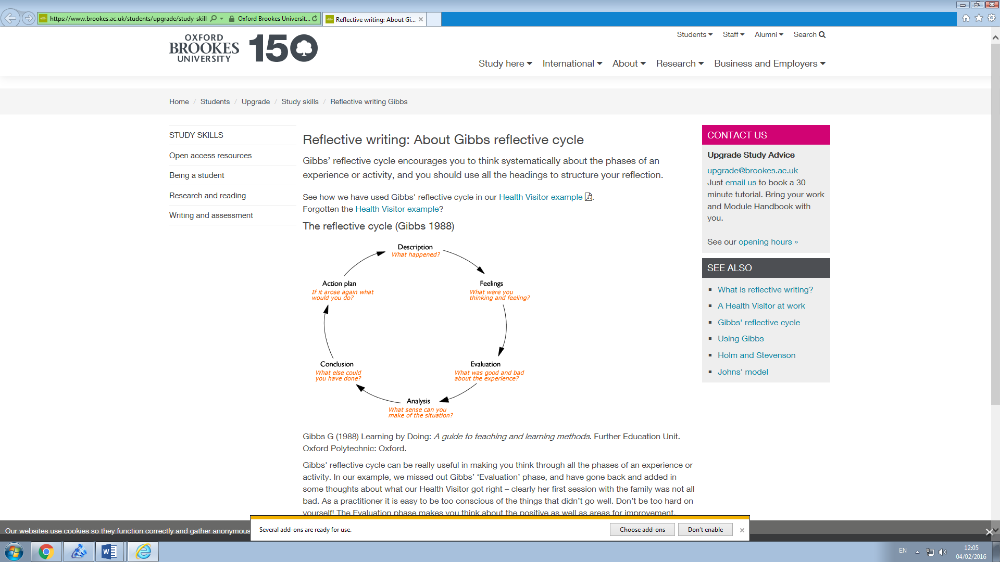 https://www.brookes.ac.uk/students/upgrade/study-skill
Oxford Brookes Universit...
Reflective writing: About Gi...
OXFORD
BROOKES
UNIVERSITY
150
Students
Staff
Alumni
Search
Study here
International
About
Research
Business and Employers
Home / Students / Upgrade / Study skills / Reflective writing Gibbs
STUDY SKILLS
Open access resources
Being a student
Research and reading
Writing and assessment
Reflective writing: About Gibbs reflective cycle
Gibbs’ reflective cycle encourages you to think systematically about the phases of an
experience or activity, and you should use all the headings to structure your reflection.
See how we have used Gibbs' reflective cycle in our Health Visitor example.
Forgotten the Health Visitor example?
The reflective cycle (Gibbs 1988)
Description
What happened?
Feelings
What were you
thinking and feeling?
Evaluation
What was good and bad
about the experience?
Analysis
What sense can you
make of the situation?
Conclusion
What else could
you have done?
Action plan
If it arose again what
would you do?
Gibbs G (1988) Learning by Doing: A guide to teaching and learning methods. Further Education Unit.
Oxford Polytechnic: Oxford.
Gibbs' reflective cycle can be really useful in making you think through all the phases of an experience or
activity. In our example, we missed out Gibbs’ ‘Evaluation’ phase, and have gone back and added in
some thoughts about what our Health Visitor got right – clearly her first session with the family was not all
bad. As a practitioner it is easy to be too conscious of the things that didn’t go well. Don’t be too hard on
yourself! The Evaluation phase makes you think about the positive as well as areas for improvement.
CONTACT US
Upgrade Study Advice
upgrade@brookes.ac.uk
Just email us to book a 30
minute tutorial. Bring your work
and Module Handbook with
you.
See our opening hours »
SEE ALSO
What is reflective writing?
A Health Visitor at work
Gibbs' reflective cycle
Using Gibbs
Holm and Stevenson
Johns' model
Our websites use cookies so they function correctly and gather anonymous
Several add-ons are ready for use.
Choose add-ons
Don't enable
EN
12:05
04/02/2016